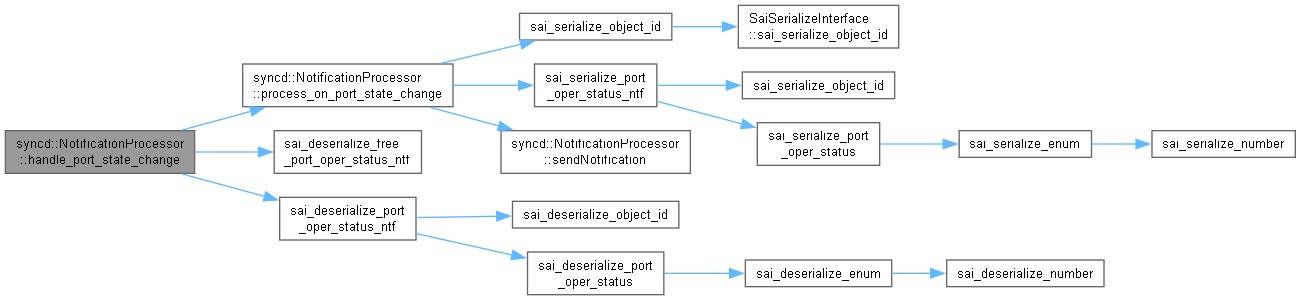 syncd::NotificationProcessor
::handle_port_state_change
syncd::NotificationProcessor
::process_on_port_state_change
sai_serialize_object_id
SaiSerializeInterface
::sai_serialize_object_id
sai_serialize_port
_oper_status_ntf
sai_serialize_object_id
sai_serialize_port
_oper_status
sai_serialize_enum
sai_serialize_number
syncd::NotificationProcessor
::sendNotification
sai_deserialize_free
_port_oper_status_ntf
sai_deserialize_port
_oper_status_ntf
sai_deserialize_object_id
sai_deserialize_port
_oper_status
sai_deserialize_enum
sai_deserialize_number